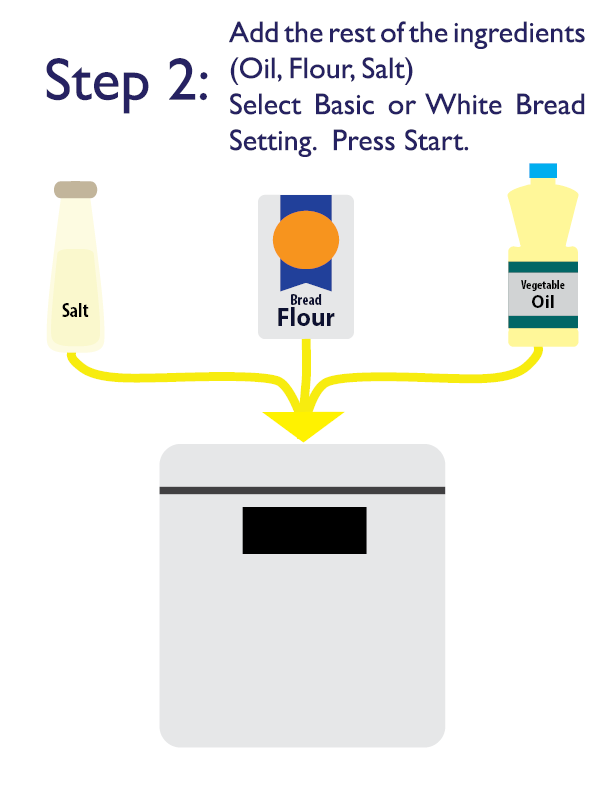 Step 2:
Add the rest of the ingredients
(Oil, Flour, Salt)
Select Basic or White Bread
Setting. Press Start.
Salt
Bread
Flour
Vegetable
Oil